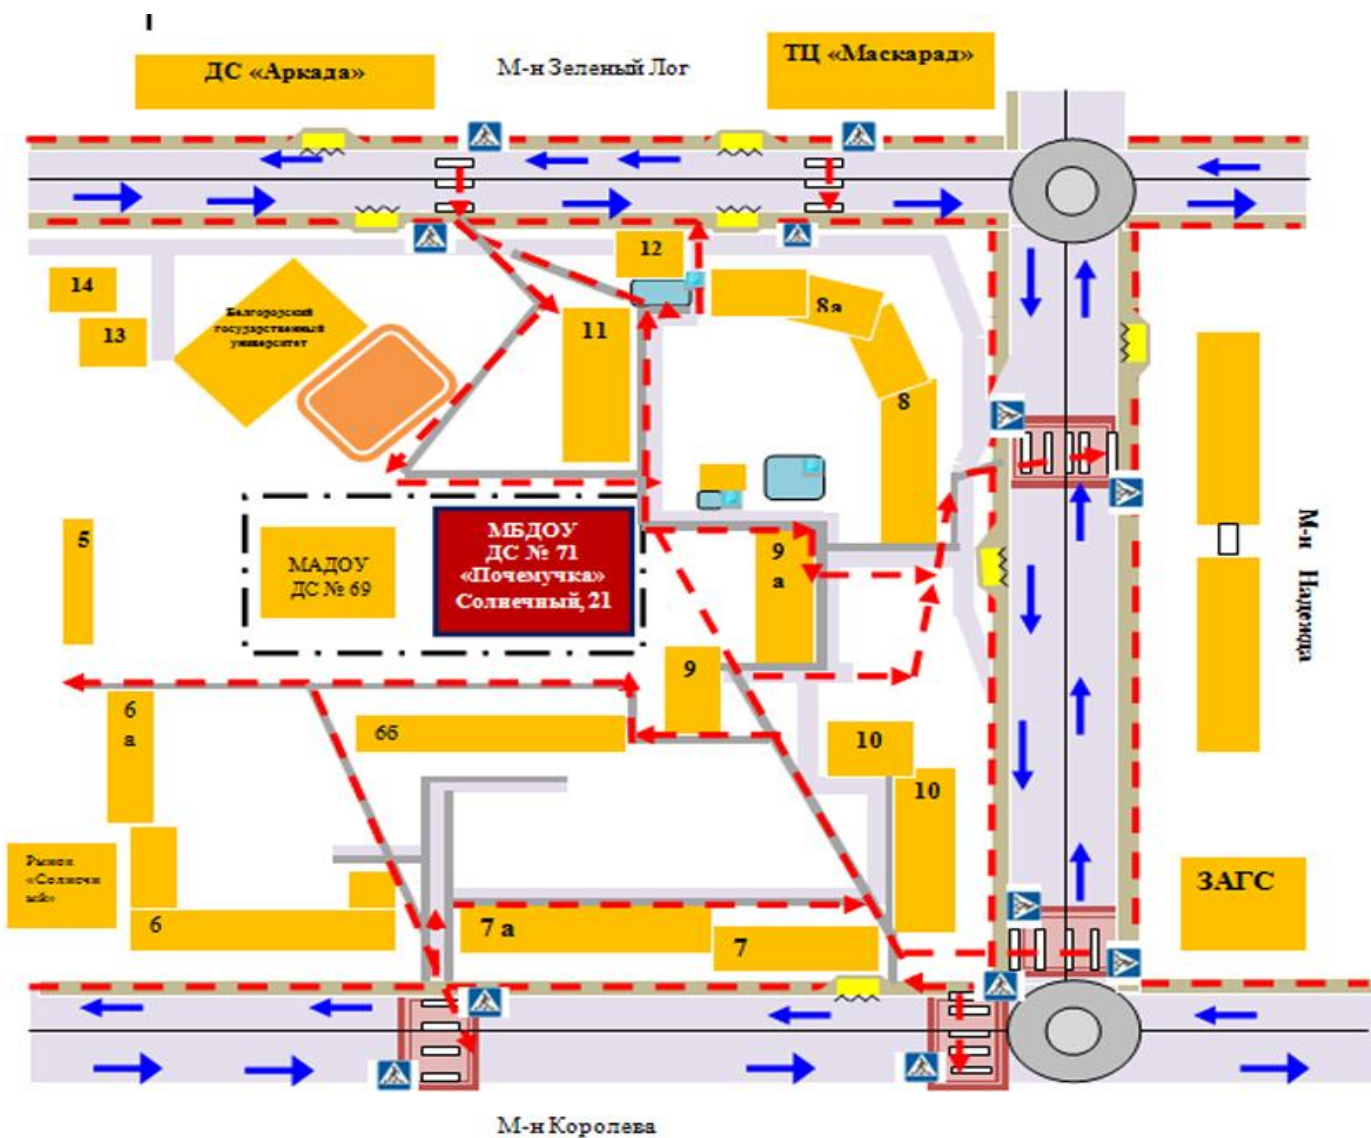 ДС «Аркада»
М-н Зеленый Лог
ТЦ «Маскарад»
12
14
13
Белгородский
государственный
университет
11
8а
8
5
МАДОУ
ДС № 69
МБДОУ
ДС № 71
«Почемучка»
Солнечный, 21
9
а
М-н Надежда
9
6
а
6б
10
10
Рынок
«Солнечн
ый»
6
7 а
7
ЗАГС
М-н Королева